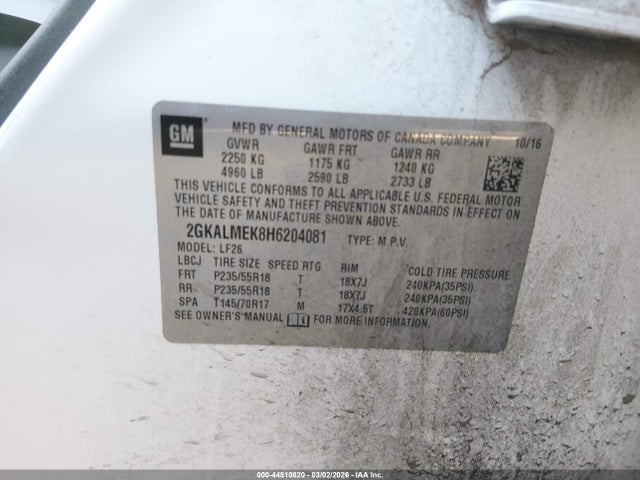 GM
MFD BY GENERAL MOTORS OF CANADA COMPANY 10/16
GVWR GAWR FRT GAWR RR
2250 KG 1175 KG 1240 KG
4960 LB 2590 LB 2733 LB
THIS VEHICLE CONFORMS TO ALL APPLICABLE U.S. FEDERAL MOTOR
VEHICLE SAFETY AND THEFT PREVENTION STANDARDS IN EFFECT ON
THE DATE OF MANUFACTURE SHOWN ABOVE.
2GKALMEK8H6204081 TYPE: M.P.V.
MODEL: LF26
LBCJ TIRE SIZE SPEED RTG RIM COLD TIRE PRESSURE
FRT P235/55R18 T 18X7J 240KPA(35PSI)
RR P235/55R18 T 18X7J 240KPA(35PSI)
SPA T145/70R17 M 17X4.5T 420KPA(60PSI)
SEE OWNER'S MANUAL FOR MORE INFORMATION.
000-44510820 - 03/02/2026 - IAA Inc.